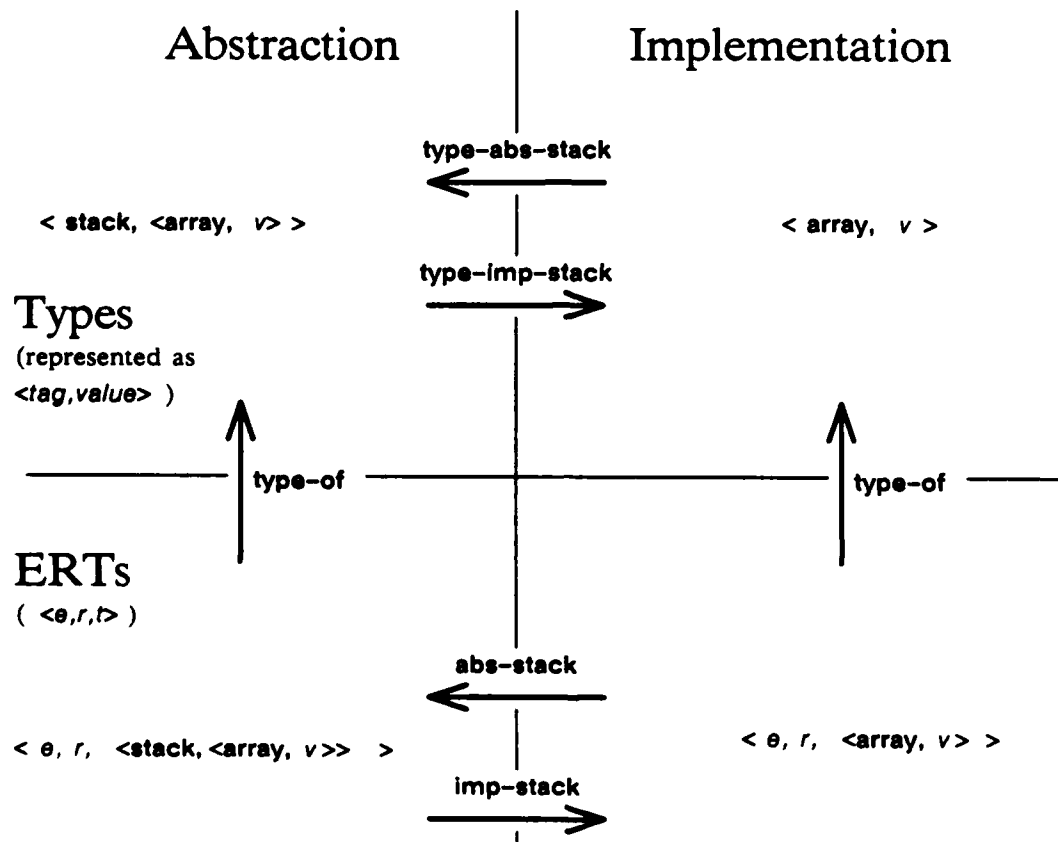 Abstraction Implementation
type-abs-stack
< stack, <array, v> > < array, v >
type-imp-stack
Types
(represented as
<tag,value> )
type-of type-of
ERTs
( <e,r,t> )
abs-stack
< e, r, <stack, <array, v>> > < e, r, <array, v> >
imp-stack